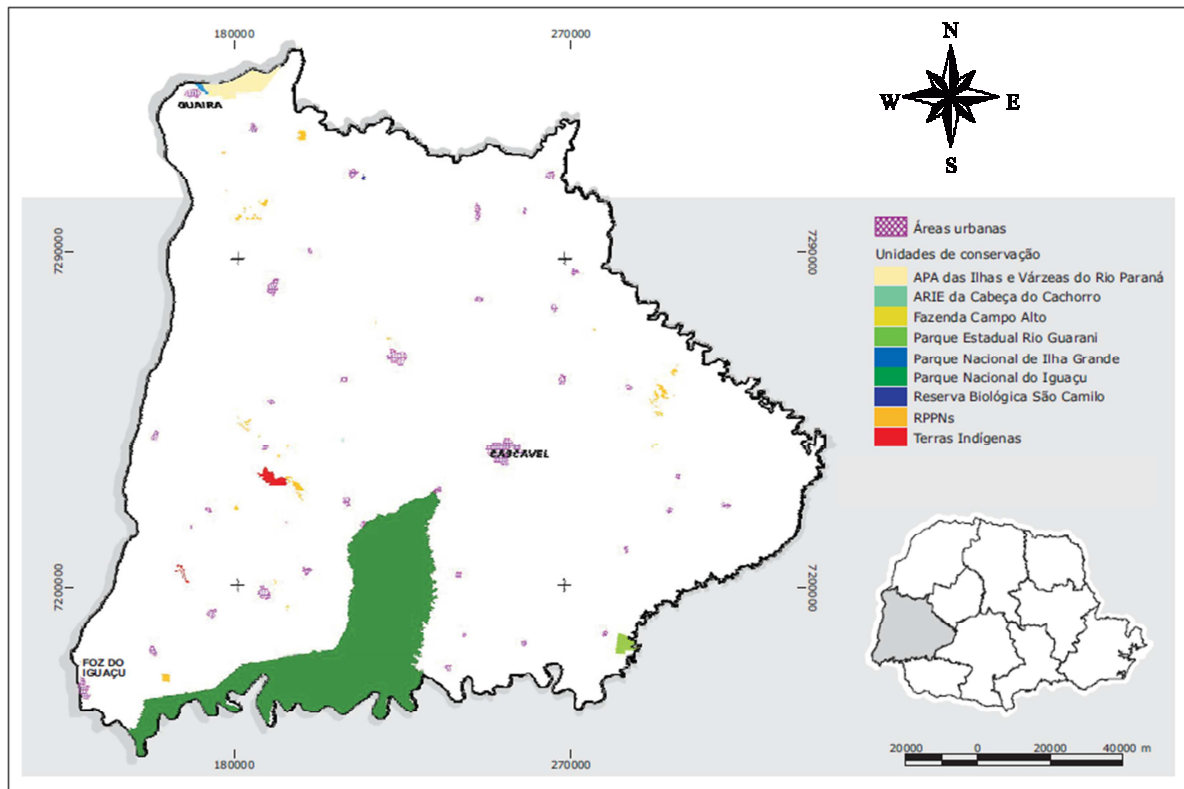 180000
270000
N
W
E
S
GUAIRA
7290000
7290000
Áreas urbanas
Unidades de conservação
APA das Ilhas e Várzeas do Rio Paraná
ARIE da Cabeça do Cachorro
Fazenda Campo Alto
Parque Estadual Rio Guarani
Parque Nacional de Ilha Grande
Parque Nacional do Iguaçu
Reserva Biológica São Camilo
RPPNs
Terras Indígenas
CASCAVEL
7200000
7200000
FOZ DO
IGUAÇU
180000
270000
20000 0 20000 40000 m